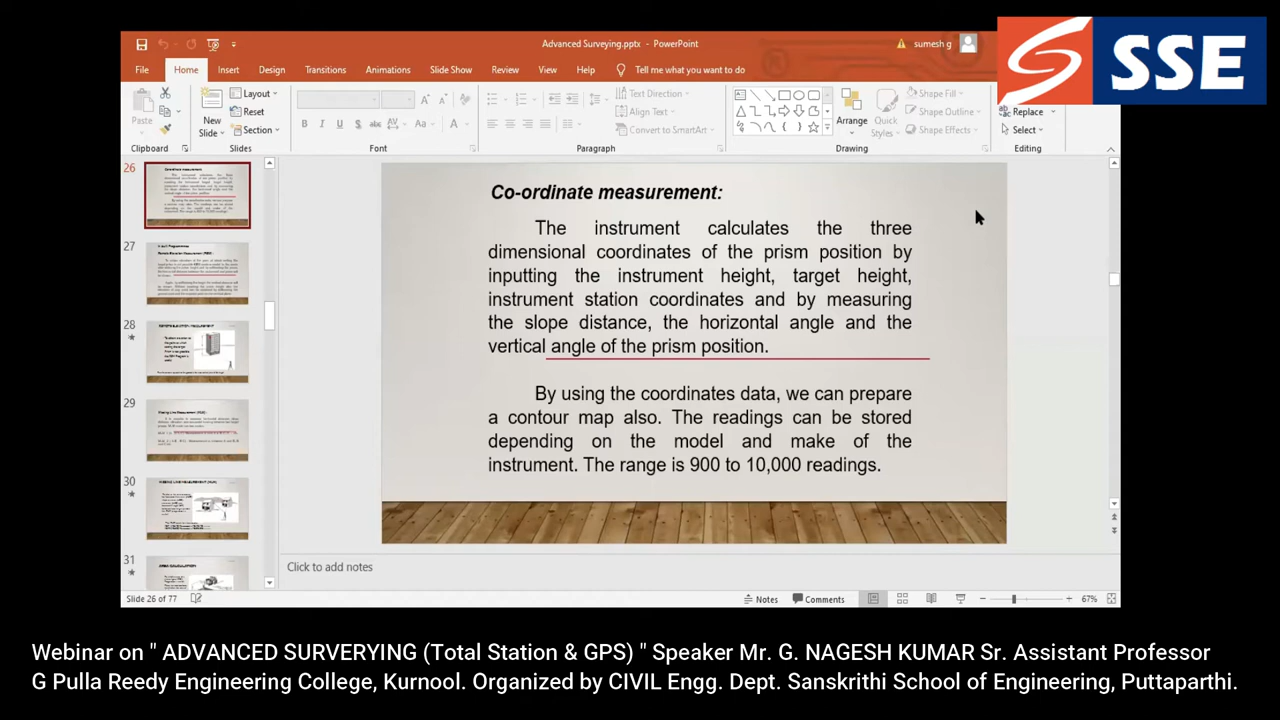 Advanced Surveying.pptx - PowerPoint
sumesh g
SSE
File Home Insert Design Transitions Animations Slide Show Review View Help Tell me what you want to do
Paste
New
Slide
Layout
Reset
Section
B I U S abc AV Aa A
Text Direction
Align Text
Convert to SmartArt
Arrange
Quick
Styles
Shape Fill
Shape Outline
Shape Effects
Replace
Select
Clipboard Slides Font Paragraph Drawing Editing
26
27
28
29
30
31
Co-ordinate measurement:
The instrument calculates the three
dimensional coordinates of the prism position by
inputting the instrument height, target height,
instrument station coordinates and by measuring
the slope distance, the horizontal angle and the
vertical angle of the prism position.
By using the coordinates data, we can prepare
a contour map also. The readings can be stored
depending on the model and make of the
instrument. The range is 900 to 10,000 readings.
Click to add notes
Slide 26 of 77
Notes Comments 67%
Webinar on " ADVANCED SURVERYING (Total Station & GPS) " Speaker Mr. G. NAGESH KUMAR Sr. Assistant Professor
G Pulla Reedy Engineering College, Kurnool. Organized by CIVIL Engg. Dept. Sanskrithi School of Engineering, Puttaparthi.